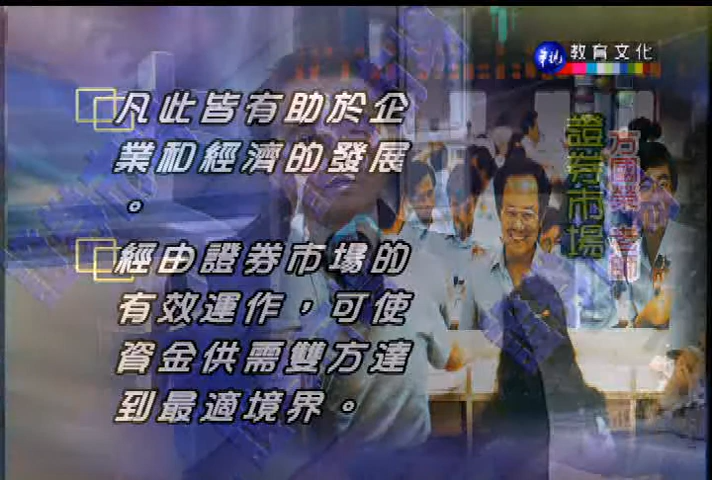 華視 教育文化
凡此皆有助於企
業和經濟的發展
。
經由證券市場的
有效運作，可使
資金供需雙方達
到最適境界。
證券市場
方國榮 老師